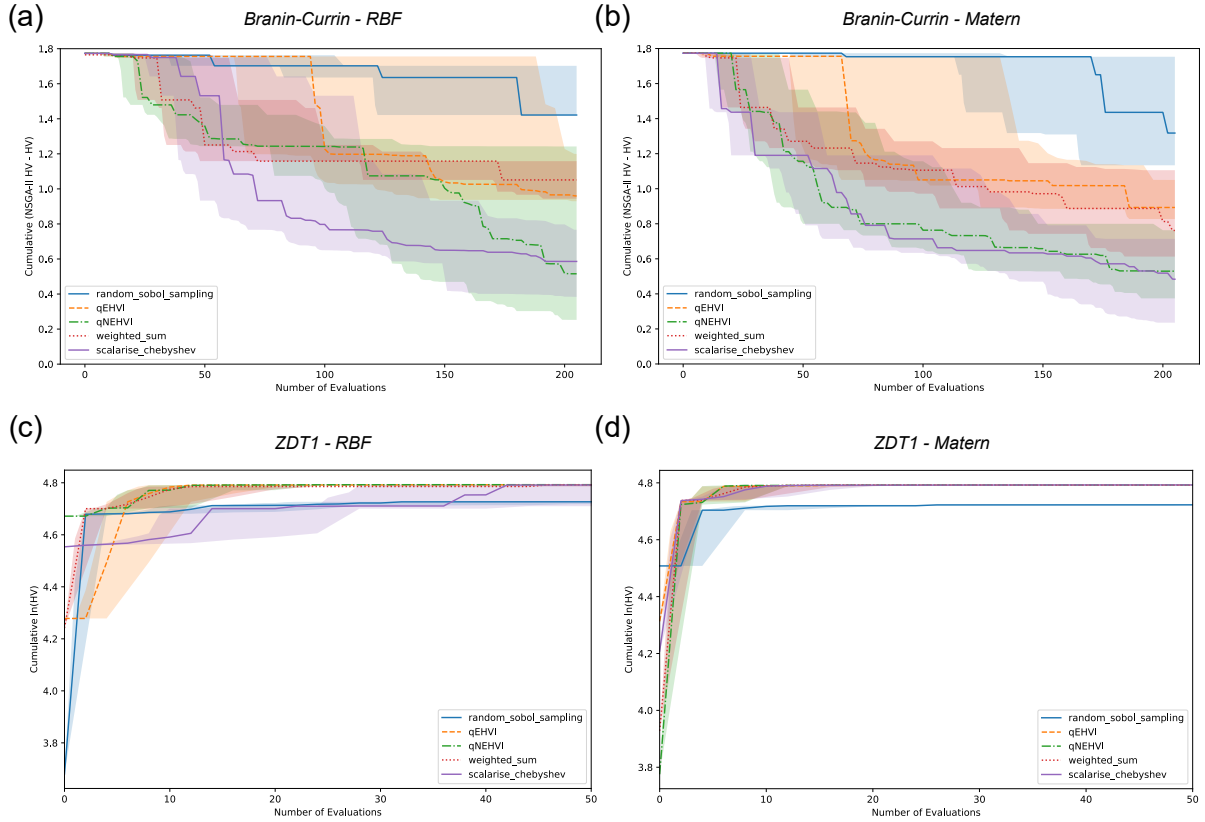 (a)
Branin-Currin - RBF
1.8
1.6
1.4
1.2
1.0
0.8
0.6
0.4
0.2
0.0
Cumulative (NSGA-II HV - HV)
random_sobol_sampling
qEHVI
qNEHVI
weighted_sum
scalarise_chebyshev
0
50
100
150
200
Number of Evaluations
(b)
Branin-Currin - Matern
1.8
1.6
1.4
1.2
1.0
0.8
0.6
0.4
0.2
0.0
Cumulative (NSGA-II HV - HV)
random_sobol_sampling
qEHVI
qNEHVI
weighted_sum
scalarise_chebyshev
0
50
100
150
200
Number of Evaluations
(c)
ZDT1 - RBF
4.8
4.6
4.4
4.2
4.0
3.8
Cumulative ln(HV)
random_sobol_sampling
qEHVI
qNEHVI
weighted_sum
scalarise_chebyshev
0
10
20
30
40
50
Number of Evaluations
(d)
ZDT1 - Matern
4.8
4.6
4.4
4.2
4.0
3.8
Cumulative ln(HV)
random_sobol_sampling
qEHVI
qNEHVI
weighted_sum
scalarise_chebyshev
0
10
20
30
40
50
Number of Evaluations